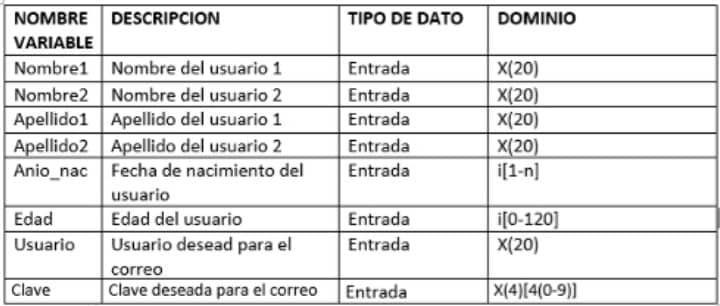 NOMBRE VARIABLE DESCRIPCION TIPO DE DATO DOMINIO
Nombre1 Nombre del usuario 1 Entrada X(20)
Nombre2 Nombre del usuario 2 Entrada X(20)
Apellido1 Apellido del usuario 1 Entrada X(20)
Apellido2 Apellido del usuario 2 Entrada X(20)
Anio_nac Fecha de nacimiento del usuario Entrada i[1-n]
Edad Edad del usuario Entrada i[0-120]
Usuario Usuario desead para el correo Entrada X(20)
Clave Clave deseada para el correo Entrada X(4)[4(0-9)]